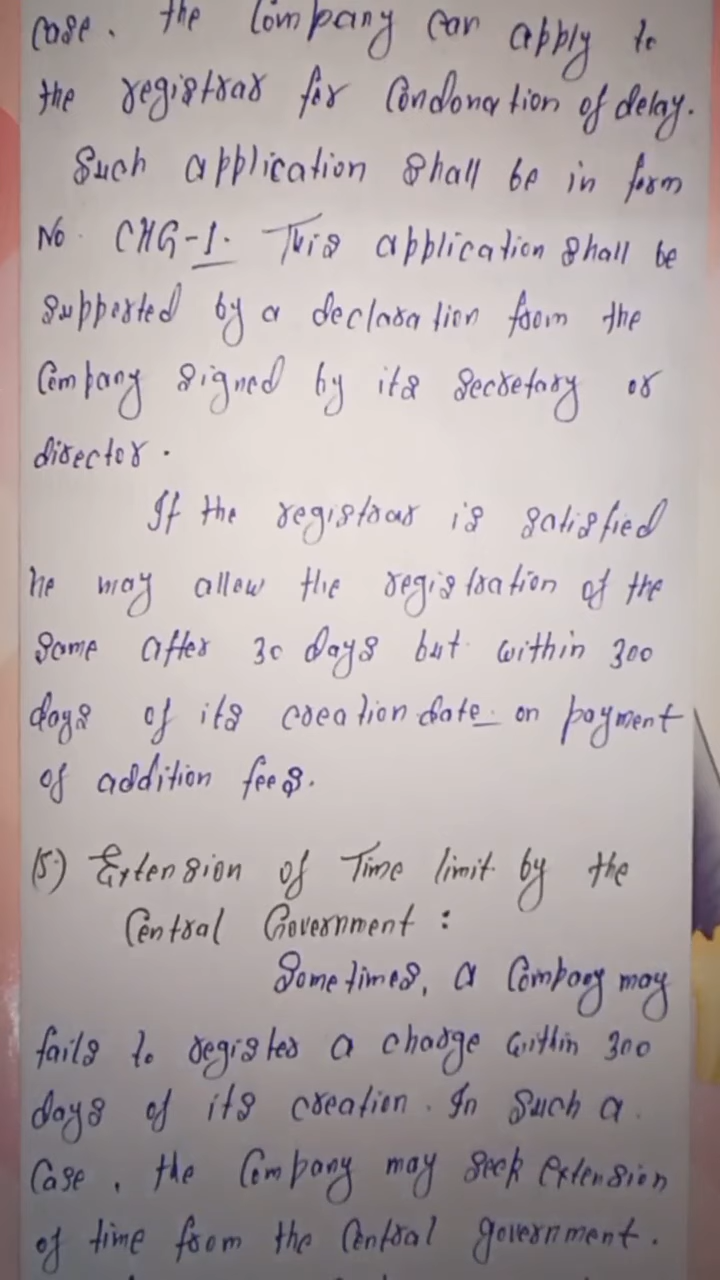 case. the Company can apply to
the registrar for Condonation of delay.
Such application shall be in form
No. CHG-1. This application shall be
supported by a declaration from the
Company signed by its secretary or
director.
If the registrar is satisfied
he may allow the registration of the
same after 30 days but within 300
days of its creation date on payment
of addition fees.
(5) Extension of Time limit by the
Central Government :
Sometimes, a Company may
fails to register a charge within 300
days of its creation. In such a
Case, the Company may seek extension
of time from the Central government.